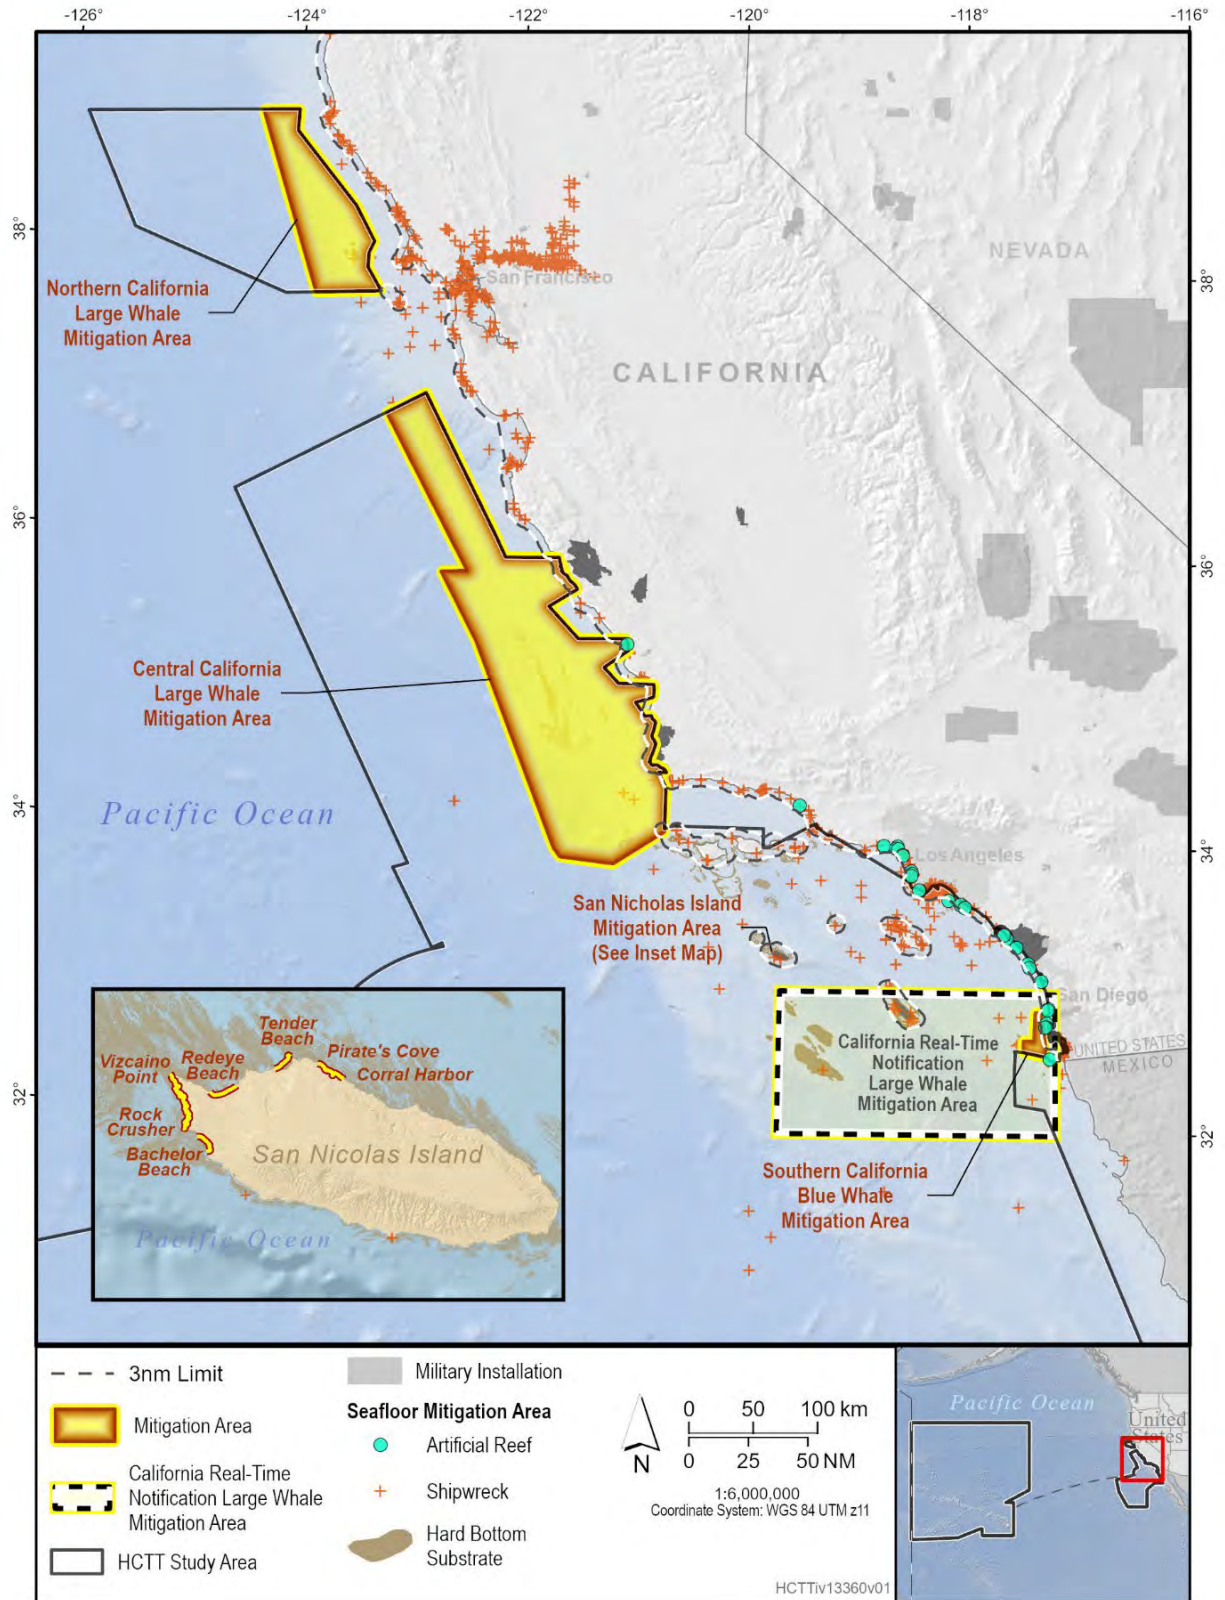 -126°
-124°
-122°
-120°
-118°
-116°
38°
38°
36°
36°
34°
34°
32°
32°
NEVADA
San Francisco
CALIFORNIA
Northern California
Large Whale
Mitigation Area
Central California
Large Whale
Mitigation Area
Pacific Ocean
Los Angeles
San Nicholas Island
Mitigation Area
(See Inset Map)
San Diego
UNITED STATES
MEXICO
California Real-Time
Notification
Large Whale
Mitigation Area
Southern California
Blue Whale
Mitigation Area
Tender
Beach
Pirate's Cove
Corral Harbor
Redeye
Beach
Vizcaino
Point
Rock
Crusher
Bachelor
Beach
San Nicolas Island
Pacific Ocean
3nm Limit
Mitigation Area
California Real-Time
Notification Large Whale
Mitigation Area
HCTT Study Area
Military Installation
Seafloor Mitigation Area
Artificial Reef
Shipwreck
Hard Bottom
Substrate
N
0 50 100 km
0 25 50 NM
1:6,000,000
Coordinate System: WGS 84 UTM z11
HCTTiv13360v01
Pacific Ocean
United
States